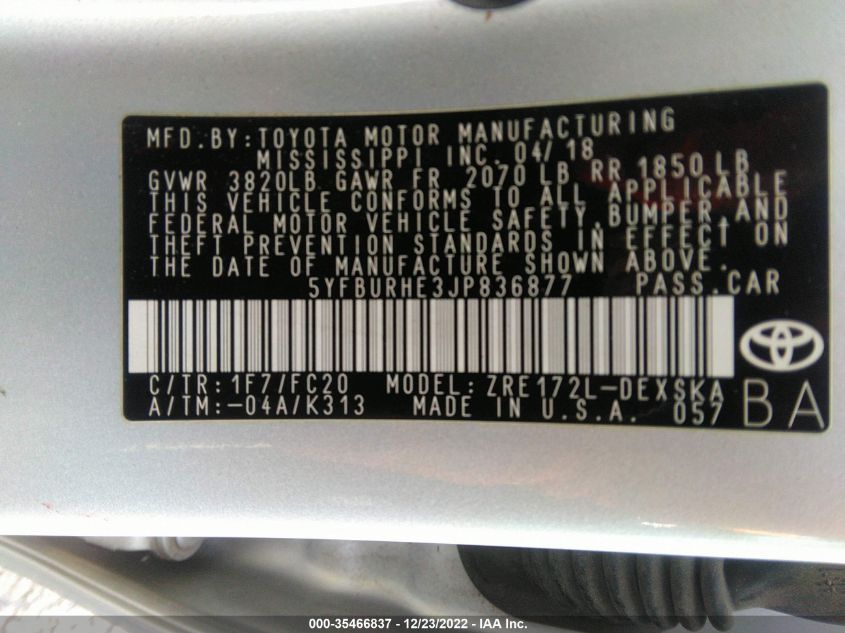 MFD. BY: TOYOTA MOTOR MANUFACTURING
MISSISSIPPI INC. 04/18
GVWR 3820LB GAWR FR 2070 LB RR 1850 LB
THIS VEHICLE CONFORMS TO ALL APPLICABLE
FEDERAL MOTOR VEHICLE SAFETY, BUMPER, AND
THEFT PREVENTION STANDARDS IN EFFECT ON
THE DATE OF MANUFACTURE SHOWN ABOVE.
5YFBURHE3JP836877 PASS. CAR
C/TR: 1F7/FC20 MODEL: ZRE172L-DEXSKA
A/TM: -04A/K313 MADE IN U.S.A. 057
BA
000-35466837 - 12/23/2022 - IAA Inc.